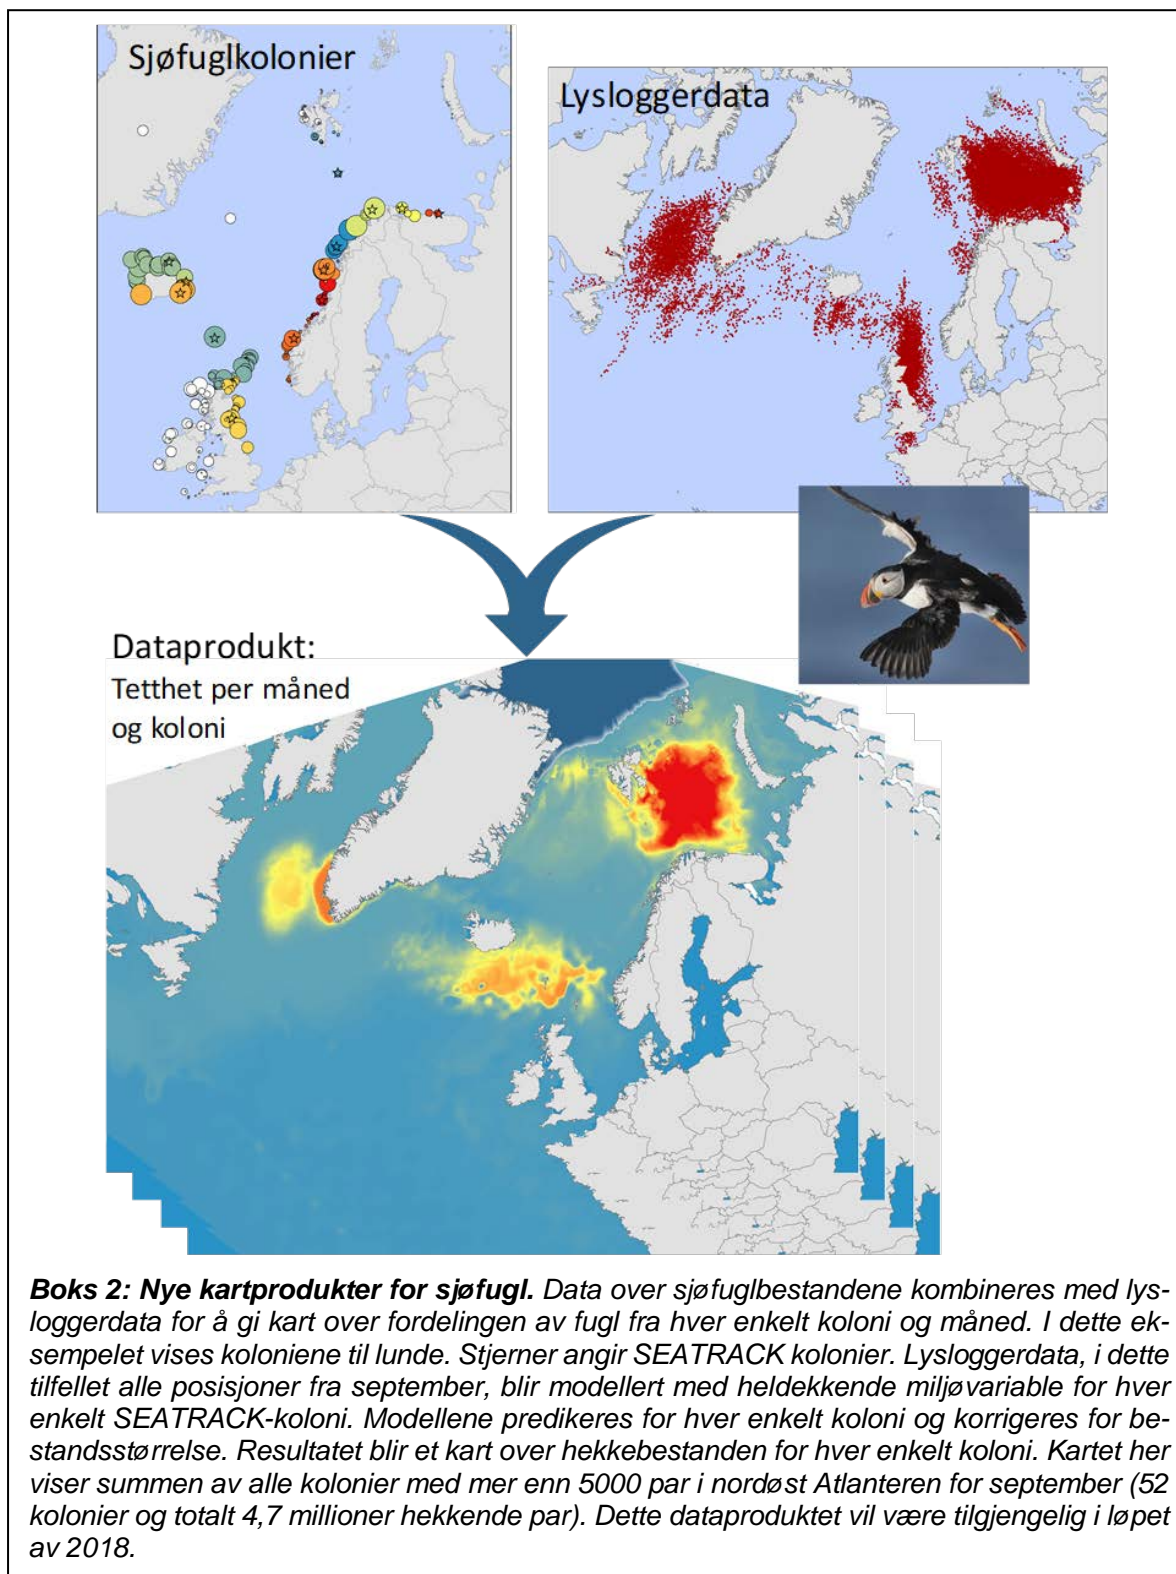 Sjøfuglkolonier
Lysloggerdata
Dataprodukt:
Tetthet per måned
og koloni
Boks 2: Nye kartprodukter for sjøfugl. Data over sjøfuglbestandene kombineres med lys-
loggerdata for å gi kart over fordelingen av fugl fra hver enkelt koloni og måned. I dette ek-
sempelet vises koloniene til lunde. Stjerner angir SEATRACK kolonier. Lysloggerdata, i dette
tilfellet alle posisjoner fra september, blir modellert med heldekkende miljøvariable for hver
enkelt SEATRACK-koloni. Modellene predikeres for hver enkelt koloni og korrigeres for be-
standsstørrelse. Resultatet blir et kart over hekkebestanden for hver enkelt koloni. Kartet her
viser summen av alle kolonier med mer enn 5000 par i nordøst Atlanteren for september (52
kolonier og totalt 4,7 millioner hekkende par). Dette dataproduktet vil være tilgjengelig i løpet
av 2018.